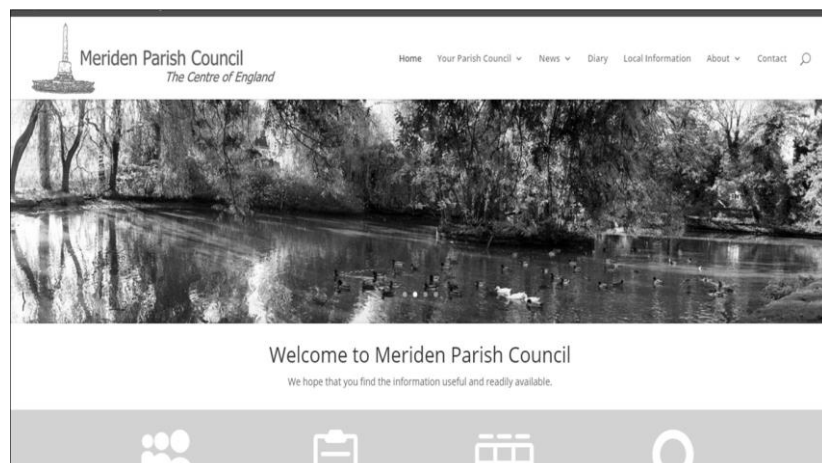 Meriden Parish Council
The Centre of England
Home Your Parish Council News Diary Local Information About Contact
Welcome to Meriden Parish Council
We hope that you find the information useful and readily available.